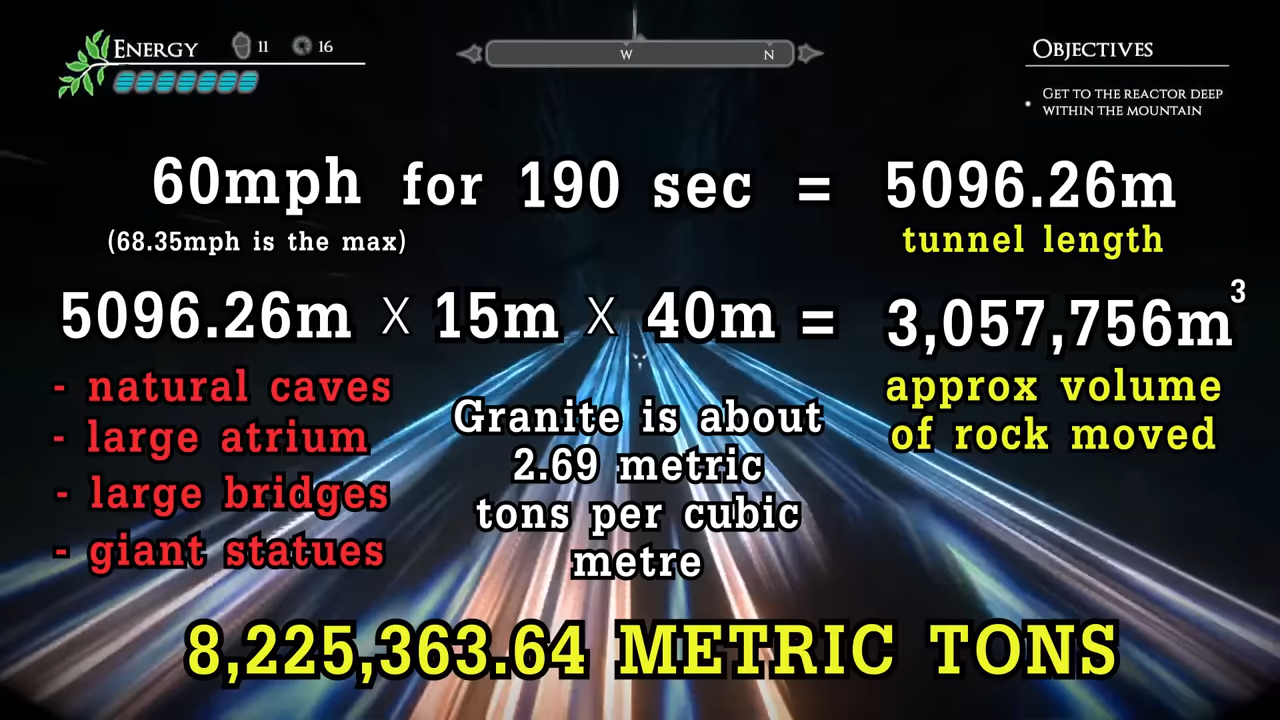 ENERGY 11 16
W N
OBJECTIVES
GET TO THE REACTOR DEEP
WITHIN THE MOUNTAIN
60mph for 190 sec = 5096.26m
(68.35mph is the max)
tunnel length
5096.26m X 15m X 40m = 3,057,756m³
- natural caves
- large atrium
- large bridges
- giant statues
Granite is about
2.69 metric
tons per cubic
metre
approx volume
of rock moved
8,225,363.64 METRIC TONS